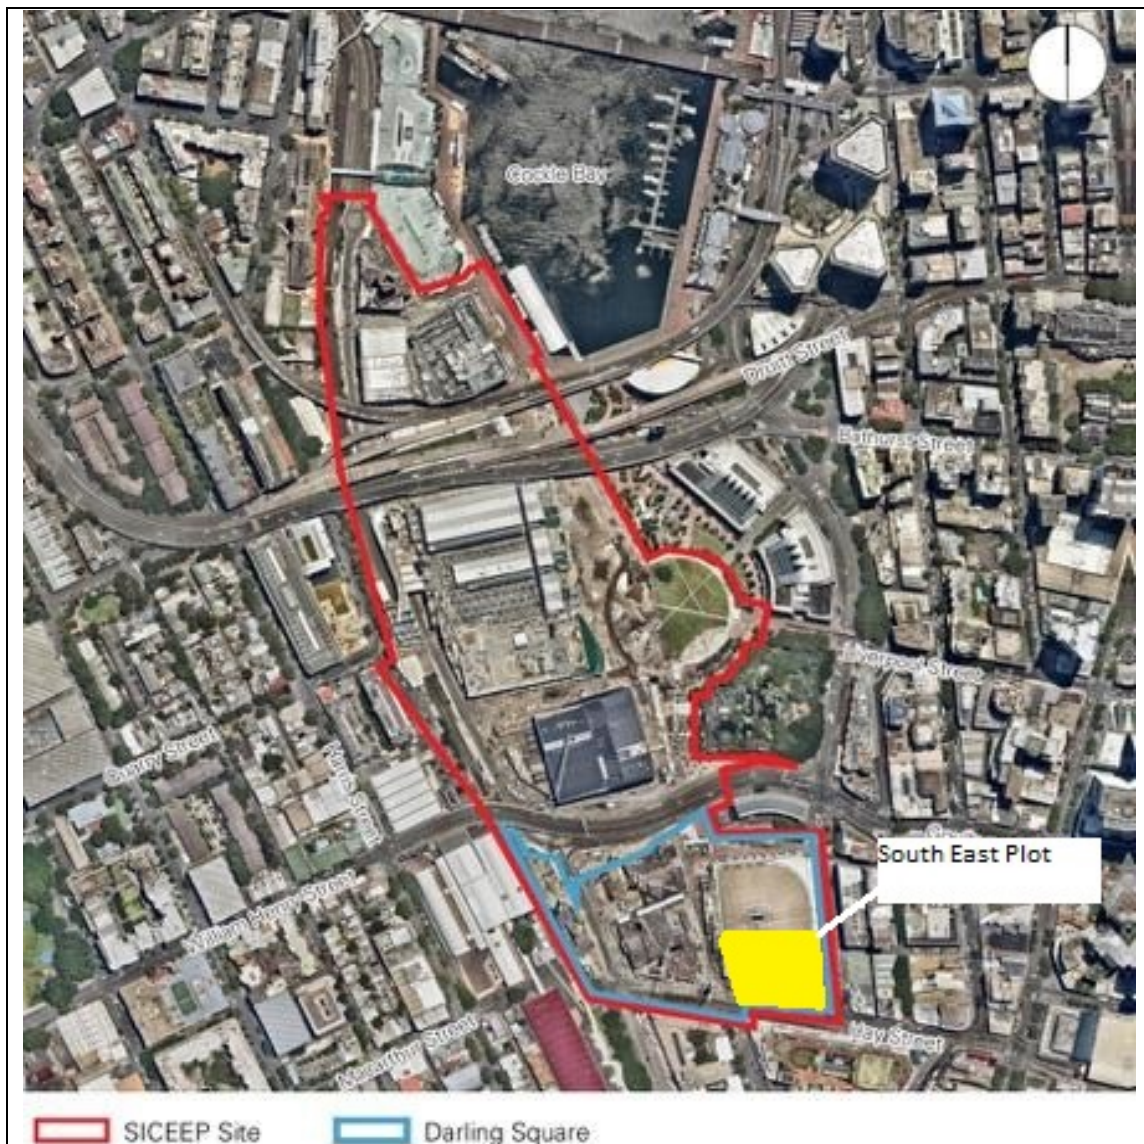 Cockle Bay
Druitt Street
Bathurst Street
Liverpool Street
Quarry Street
Harris Street
South East Plot
William Henry Street
Hay Street
Macarthur Street
SICEEP Site
Darling Square